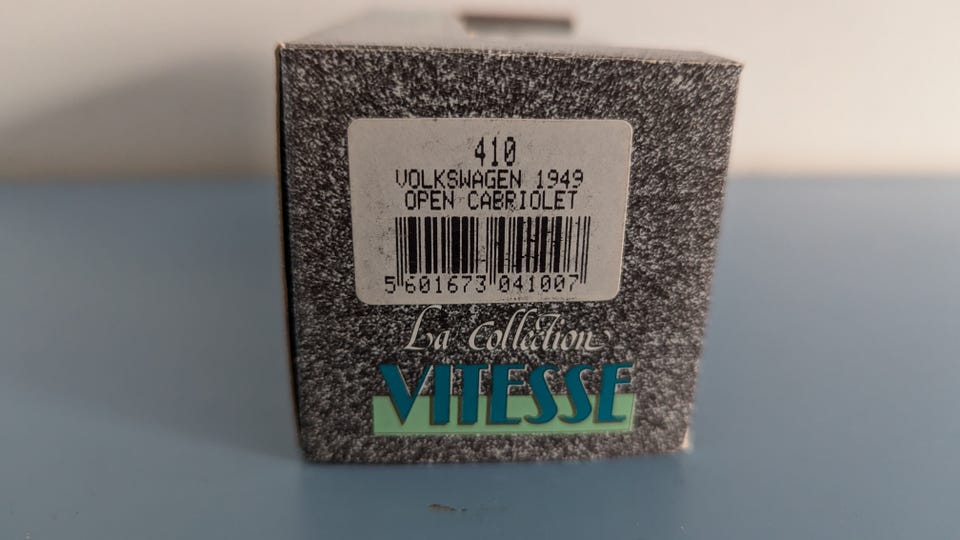 410
VOLKSWAGEN 1949
OPEN CABRIOLET
5 601673 041007
La Collection
VITESSE